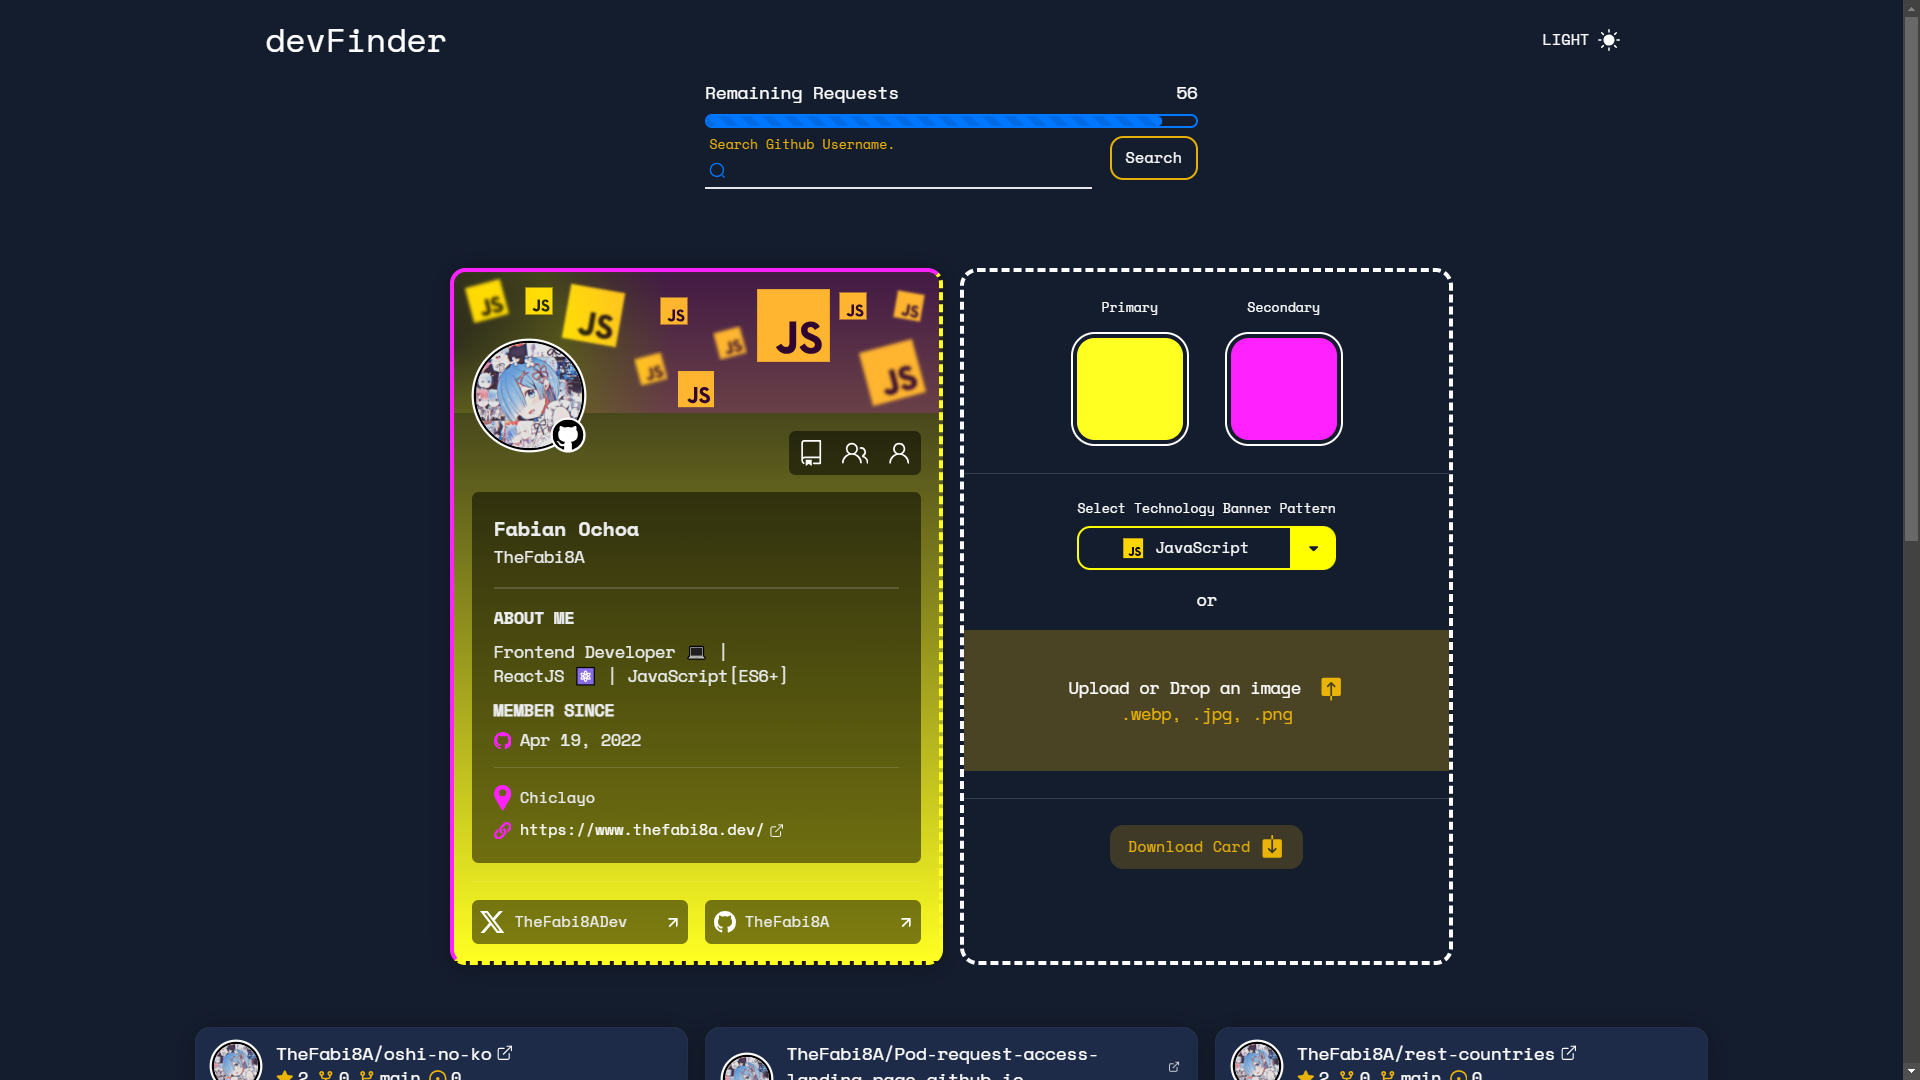 devFinder
LIGHT
Remaining Requests 56
Search Github Username.
Search
JS
JS
JS
JS
JS
JS
JS
JS
JS
JS
JS
Fabian Ochoa
TheFabi8A
ABOUT ME
Frontend Developer |
ReactJS | JavaScript[ES6+]
MEMBER SINCE
Apr 19, 2022
Chiclayo
https://www.thefabi8a.dev/
TheFabi8ADev
TheFabi8A
Primary Secondary
Select Technology Banner Pattern
JS JavaScript
or
Upload or Drop an image
.webp, .jpg, .png
Download Card
TheFabi8A/oshi-no-ko
2 0 main 0
TheFabi8A/Pod-request-access-
landing-page.github.io
TheFabi8A/rest-countries
2 0 main 0